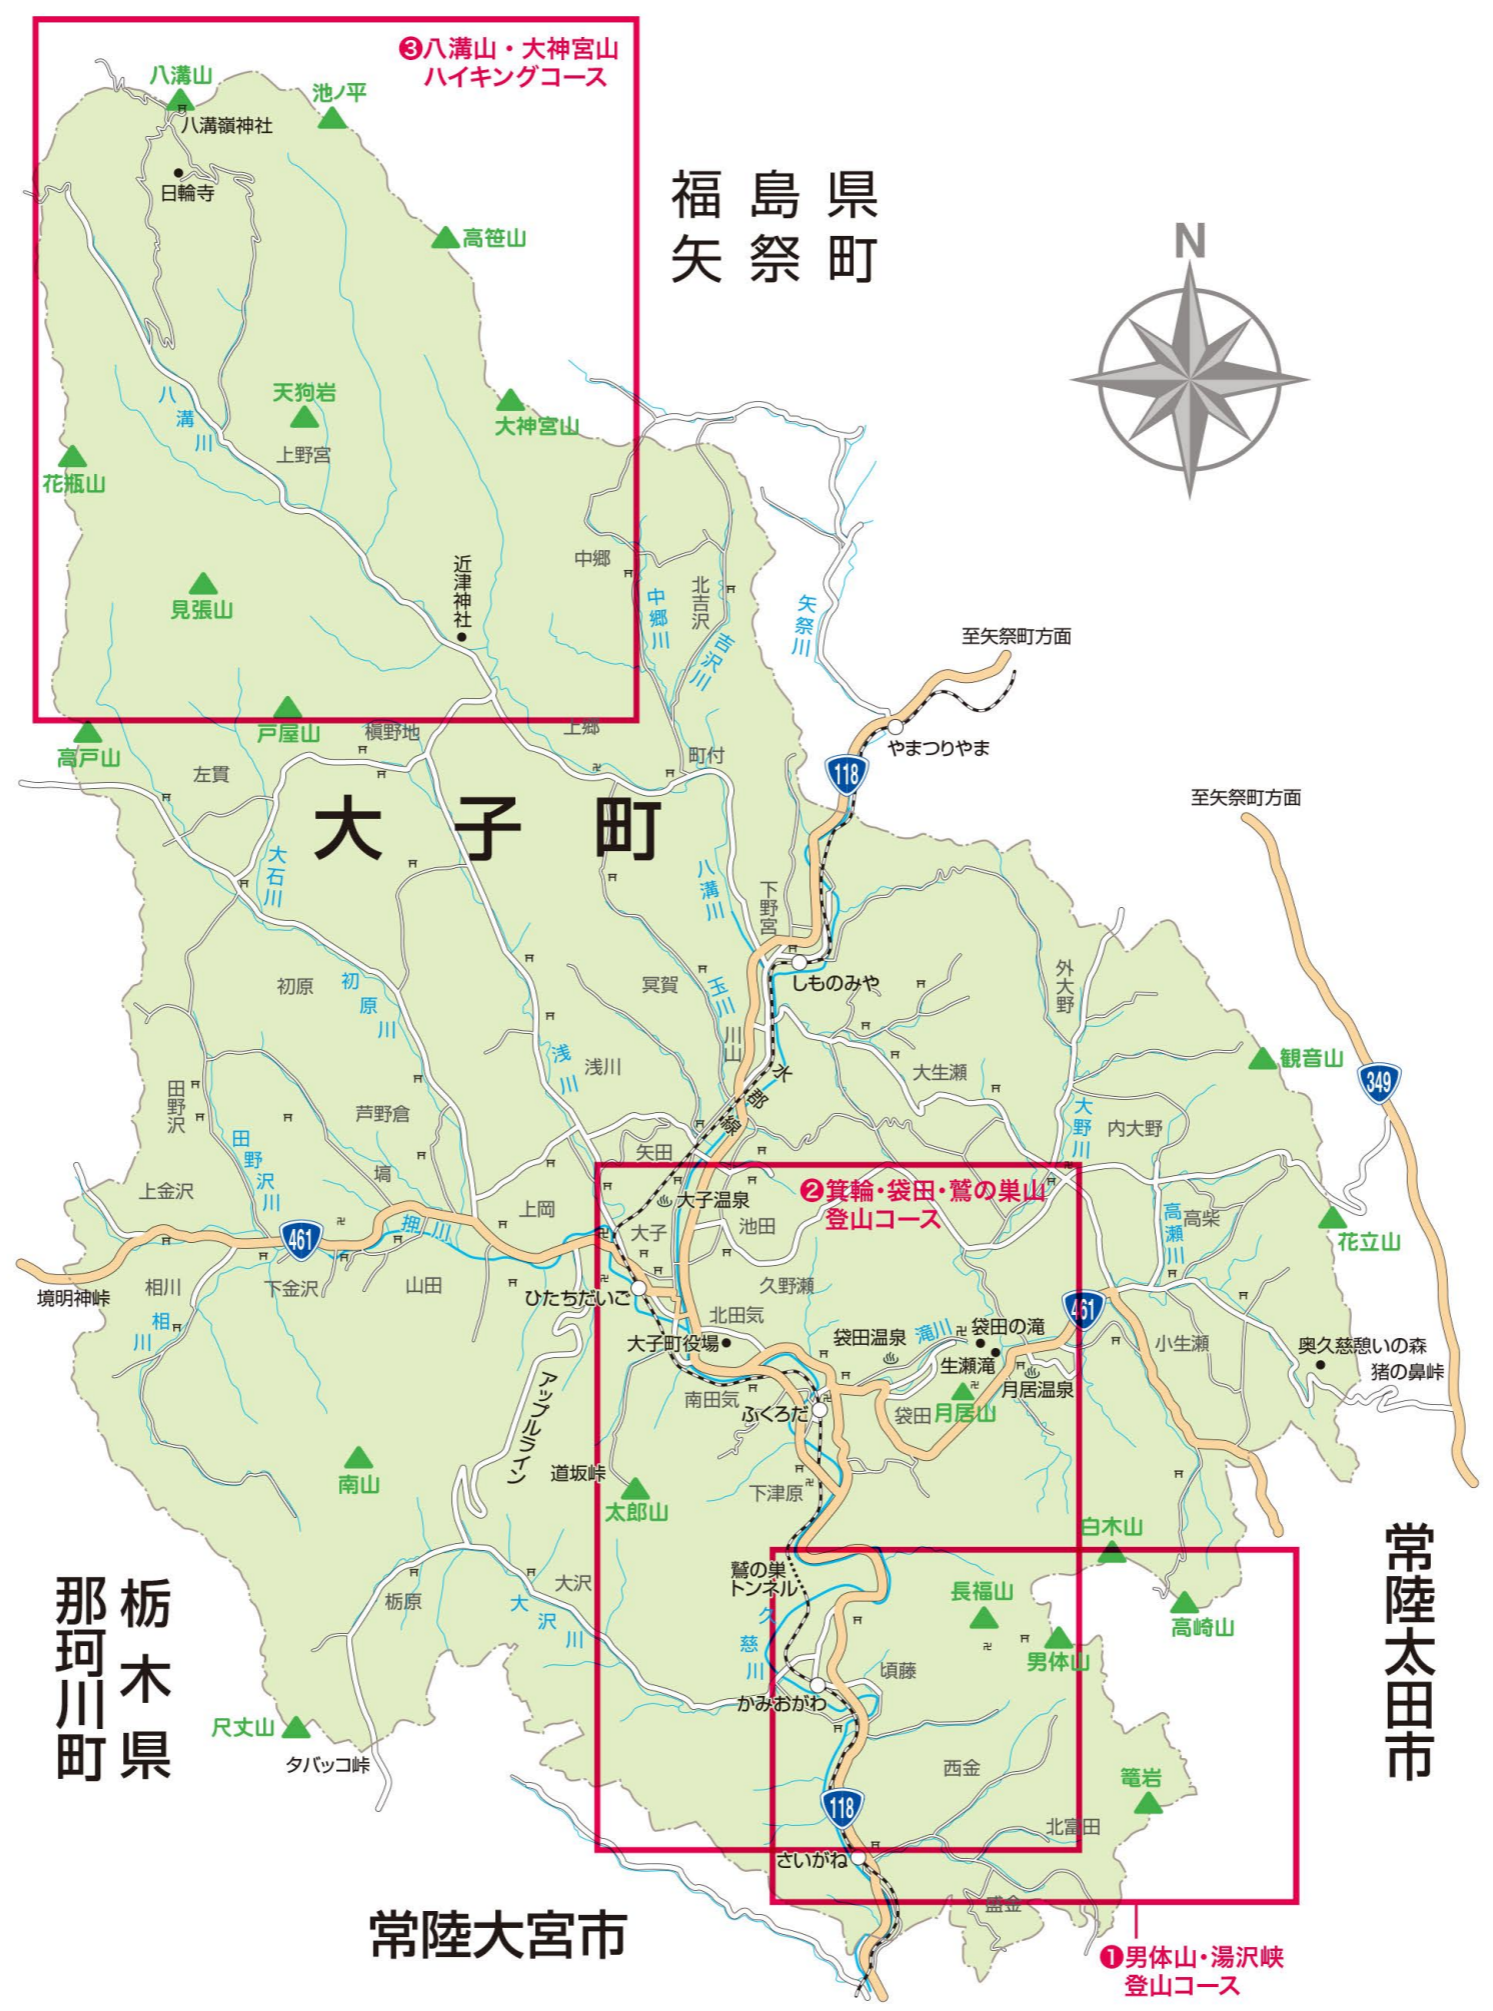 ❸八溝山・大神宮山
ハイキングコース
八溝山
池ノ平
八溝嶺神社
日輪寺
福島県
矢祭町
高笹山
N
天狗岩
八溝川
大神宮山
上野宮
花瓶山
近津神社
中郷
北吉沢
見張山
中郷川
矢祭川
吉沢川
至矢祭町方面
戸屋山
槇野地
上郷
高戸山
やまつりやま
左貫
町付
118
至矢祭町方面
大子町
大石川
八溝川
下野宮
初原
初原川
冥賀
玉川
しものみや
外大野
川山
浅川
浅川
水郡線
大生瀬
観音山
349
田野沢
芦野倉
大野川
内大野
田野沢川
矢田
塙
上金沢
❷箕輪・袋田・鷲の巣山
登山コース
大子温泉
上岡
押川
大子
池田
高瀬川
高柴
花立山
461
相川
下金沢
山田
久野瀬
境明神峠
ひたちだいご
461
相川
北田気
大子町役場
袋田温泉
滝川
袋田の滝
小生瀬
奥久慈憩いの森
生瀬滝
猪の鼻峠
月居温泉
アップルライン
南田気
ふくろだ
袋田
月居山
道坂峠
南山
下津原
太郎山
白木山
鷲の巣
トンネル
大沢
長福山
栃原
大沢川
久慈川
高崎山
男体山
頃藤
栃木県
那珂川町
常陸太田市
かみおがわ
尺丈山
タバッコ峠
西金
篭岩
118
北富田
さいがね
盛金
常陸大宮市
❶男体山・湯沢峡
登山コース